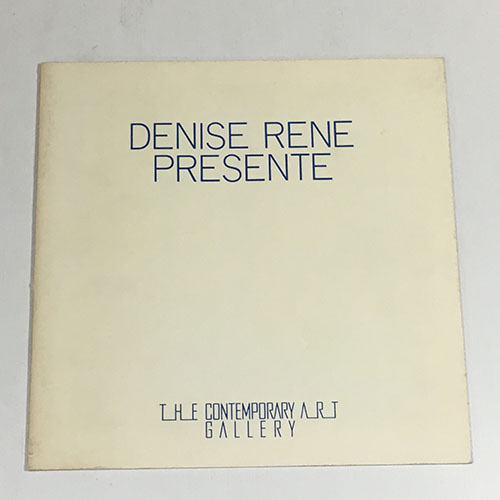 DENISE RENE
PRESENTE
THE CONTEMPORARY ART
GALLERY